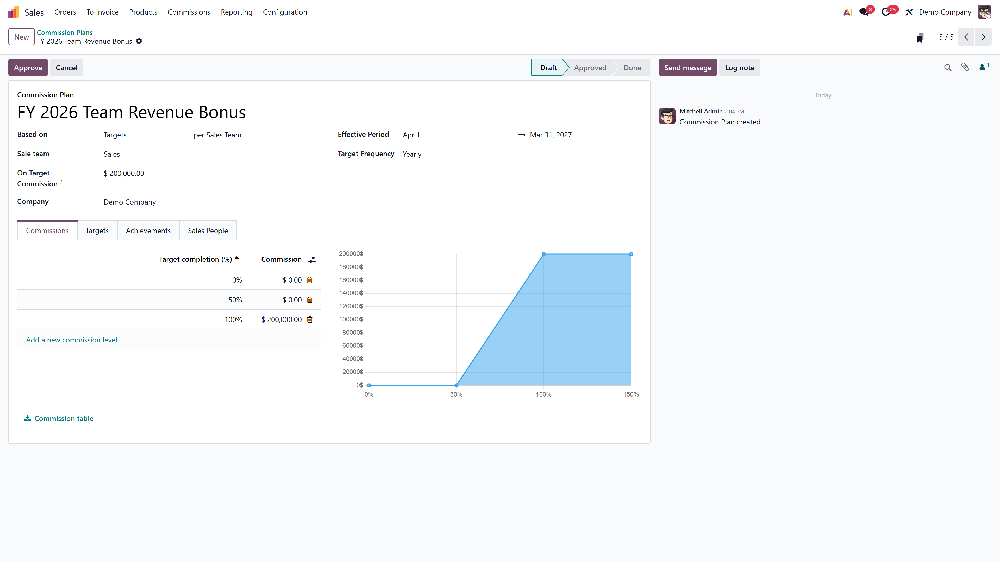 Sales Orders To Invoice Products Commissions Reporting Configuration AI 8 23 Demo Company
New Commission Plans 5 / 5
FY 2026 Team Revenue Bonus
Approve Cancel Draft Approved Done Send message Log note 1
Commission Plan
FY 2026 Team Revenue Bonus
Based on Targets per Sales Team Effective Period Apr 1 → Mar 31, 2027
Sale team Sales Target Frequency Yearly
On Target
Commission ? $ 200,000.00
Company Demo Company
Commissions Targets Achievements Sales People
Target completion (%) Commission
0% $ 0.00
50% $ 0.00
100% $ 200,000.00
Add a new commission level
200000$
180000$
160000$
140000$
120000$
100000$
80000$
60000$
40000$
20000$
0$
0% 50% 100% 150%
Commission table
Today
Mitchell Admin 2:04 PM
Commission Plan created